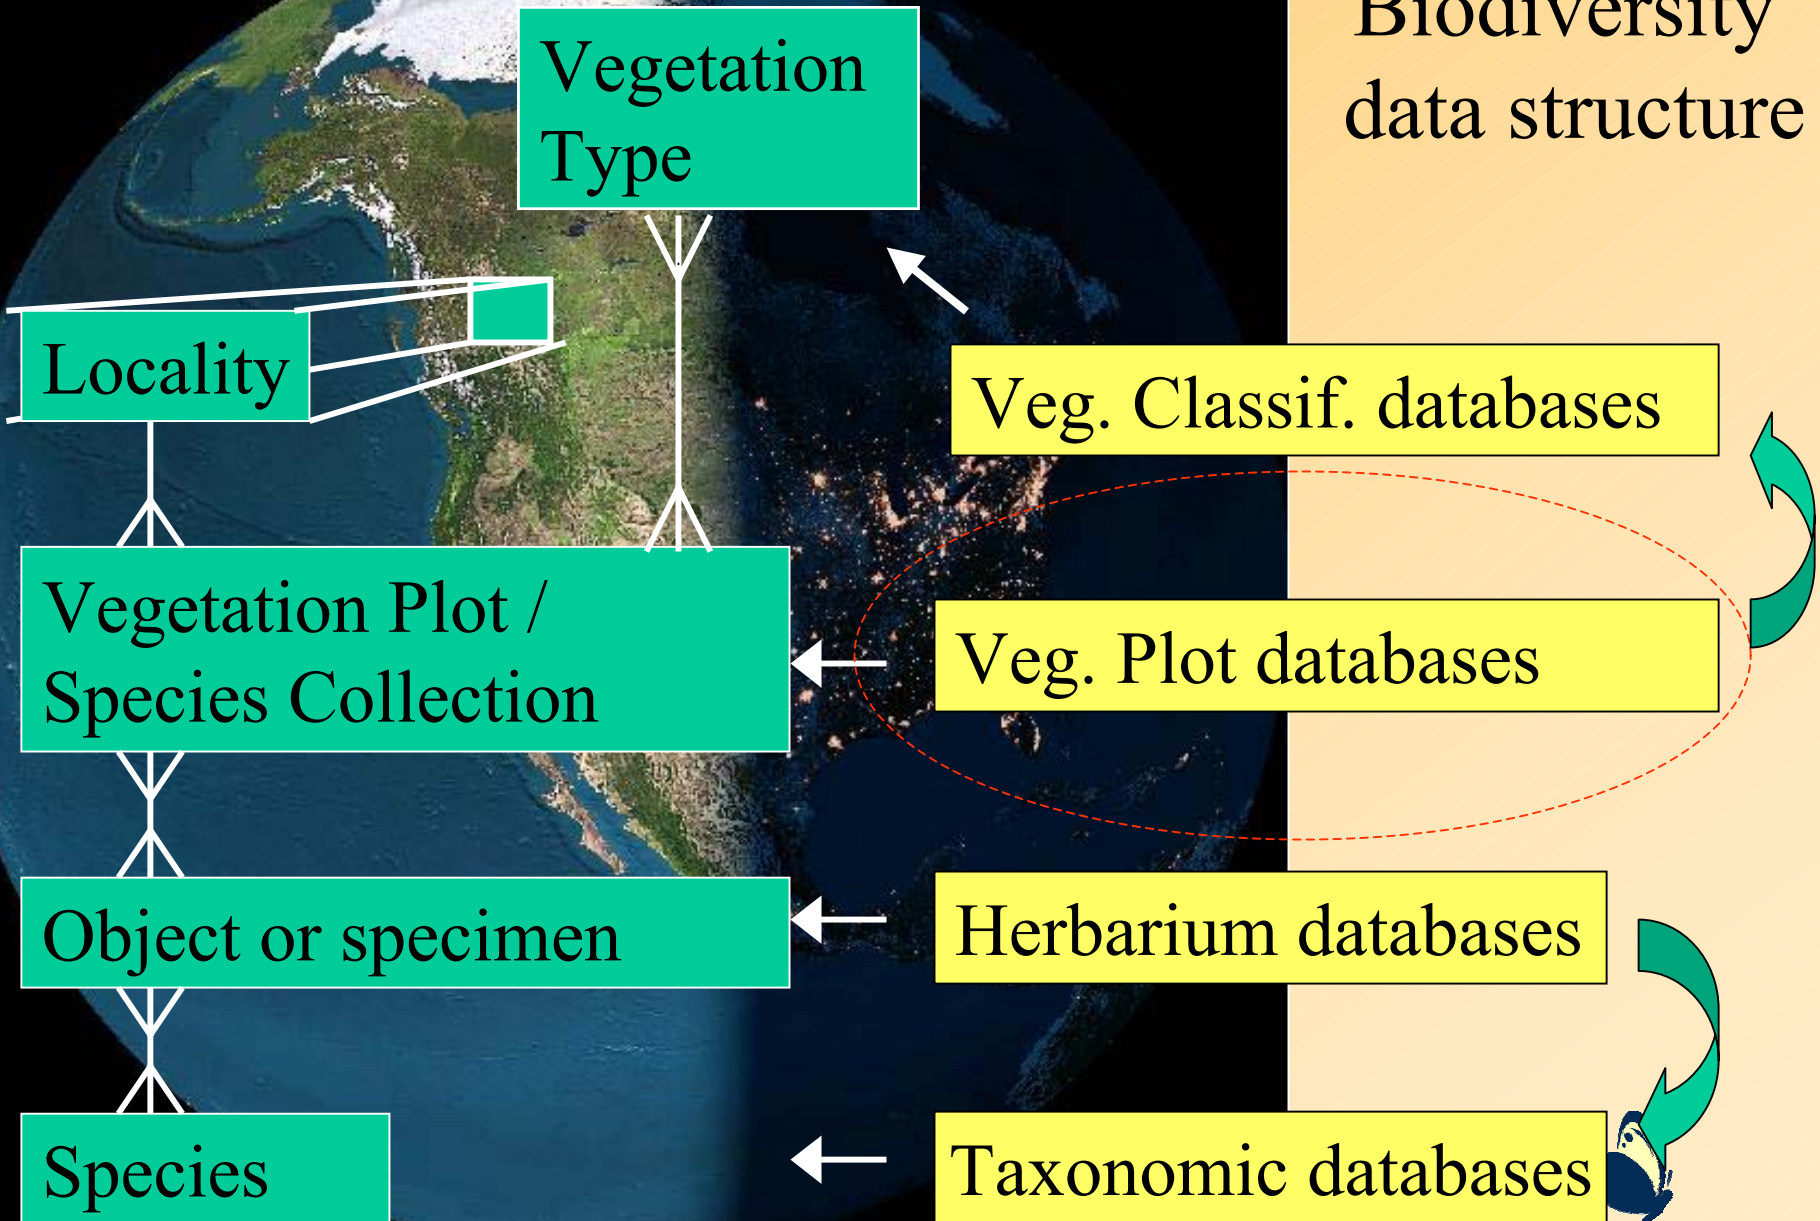 Biodiversity
data structure
Vegetation
Type
Locality
Veg. Classif. databases
Vegetation Plot /
Species Collection
Veg. Plot databases
Object or specimen
Herbarium databases
Species
Taxonomic databases